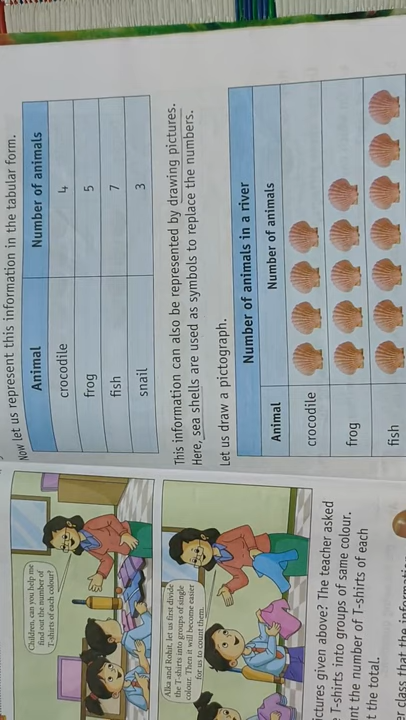 Now let us represent this information in the tabular form.
Animal Number of animals
crocodile 4
frog 5
fish 7
snail 3
This information can also be represented by drawing pictures.
Here, sea shells are used as symbols to replace the numbers.
Let us draw a pictograph.
Number of animals in a river
Animal Number of animals
crocodile
frog
fish
Children, can you help me
find out the number of
T-shirts of each colour?
Alka and Rohit, let us first divide
the T-shirts into groups of single
colour. Then it will become easier
for us to count them.
given above? The teacher asked
T-shirts into groups of same colour.
the number of T-shirts of each
the total.
class that the